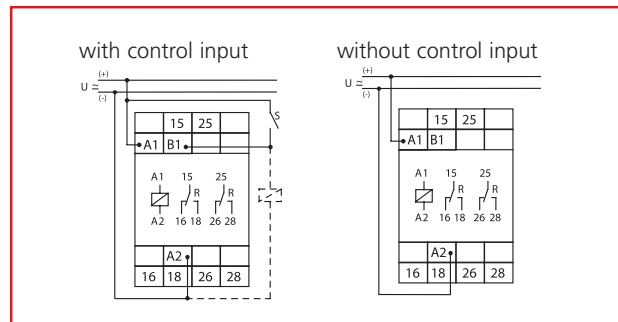 with control input
(+)
U ≂
(-)
S
15 25
A1 B1
A1 15 25
R R
A2 16 18 26 28
A2
16 18 26 28
without control input
(+)
U ≂
(-)
15 25
A1 B1
A1 15 25
R R
A2 16 18 26 28
A2
16 18 26 28